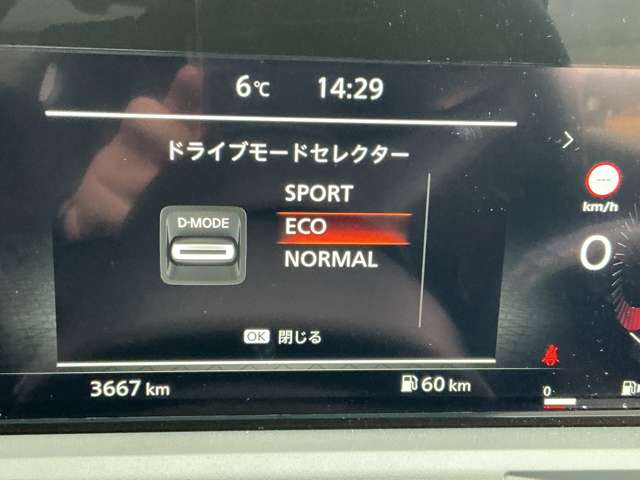 6℃ 14:29
ドライブモードセレクター
SPORT
D-MODE
ECO
NORMAL
OK 閉じる
3667 km
60 km
---
km/h
0
0